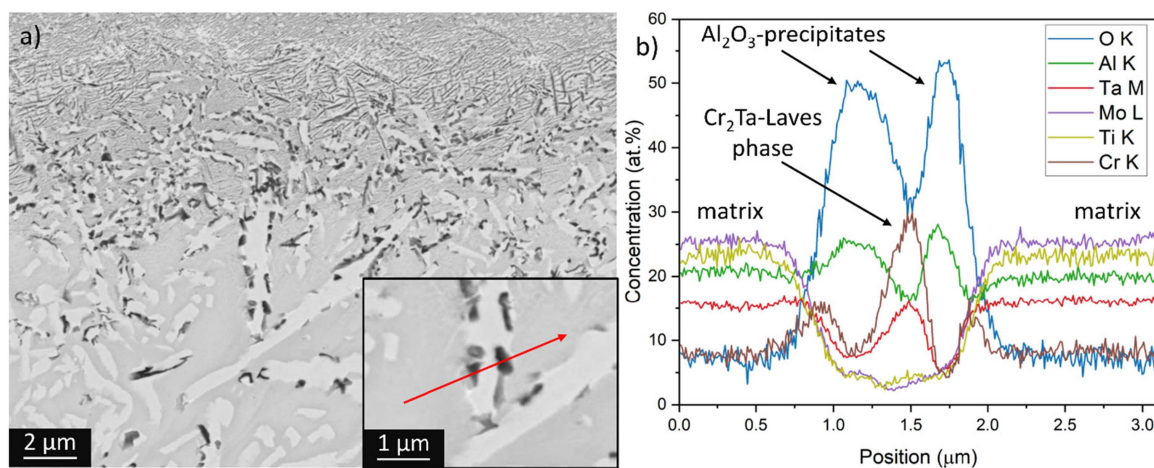 a)
2 µm
1 µm
b)
Al₂O₃-precipitates
Cr₂Ta-Laves
phase
matrix
matrix
O K
Al K
Ta M
Mo L
Ti K
Cr K
Concentration (at.%)
60
50
40
30
20
10
0
0.0 0.5 1.0 1.5 2.0 2.5 3.0
Position (µm)